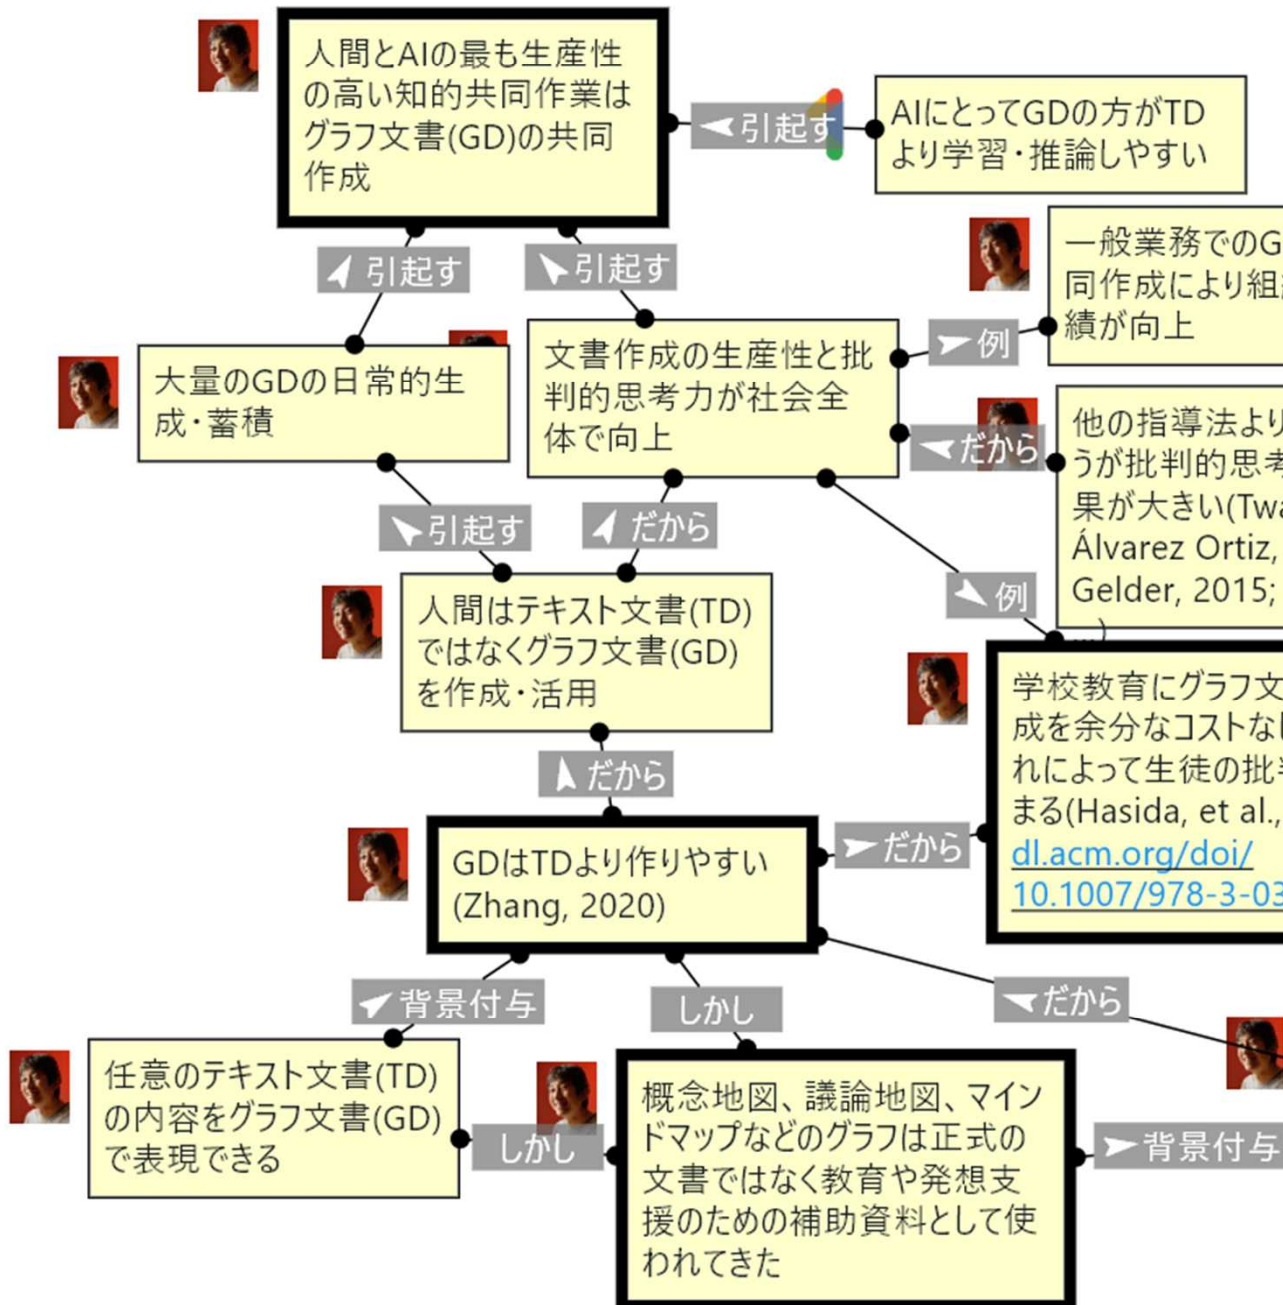 人間とAIの最も生産性
の高い知的共同作業は
グラフ文書(GD)の共同
作成
引起す
AIにとってGDの方がTD
より学習・推論しやすい
引起す
引起す
一般業務でのG
同作成により組
績が向上
大量のGDの日常的生
成・蓄積
文書作成の生産性と批
判的思考力が社会全
体で向上
例
だから
他の指導法より
うが批判的思考
果が大きい(Twa
Álvarez Ortiz,
Gelder, 2015;
引起す
だから
例
人間はテキスト文書(TD)
ではなくグラフ文書(GD)
を作成・活用
学校教育にグラフ文
成を余分なコストな
れによって生徒の批判
まる(Hasida, et al.,
dl.acm.org/doi/
10.1007/978-3-03
だから
GDはTDより作りやすい
(Zhang, 2020)
だから
背景付与
しかし
だから
任意のテキスト文書(TD)
の内容をグラフ文書(GD)
で表現できる
しかし
概念地図、議論地図、マイン
ドマップなどのグラフは正式の
文書ではなく教育や発想支
援のための補助資料として使
われてきた
背景付与